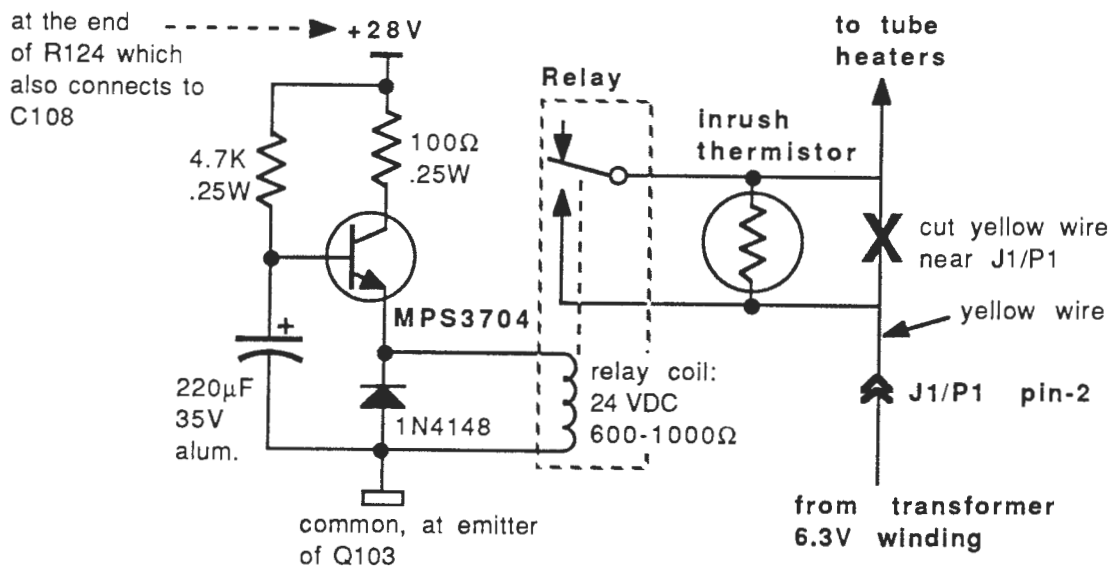 at the end
of R124 which
also connects to
C108
+28V
4.7K
.25W
100Ω
.25W
Relay
to tube
heaters
inrush
thermistor
cut yellow wire
near J1/P1
yellow wire
MPS3704
+
220µF
35V
alum.
1N4148
relay coil:
24 VDC
600-1000Ω
J1/P1 pin-2
common, at emitter
of Q103
from transformer
6.3V winding